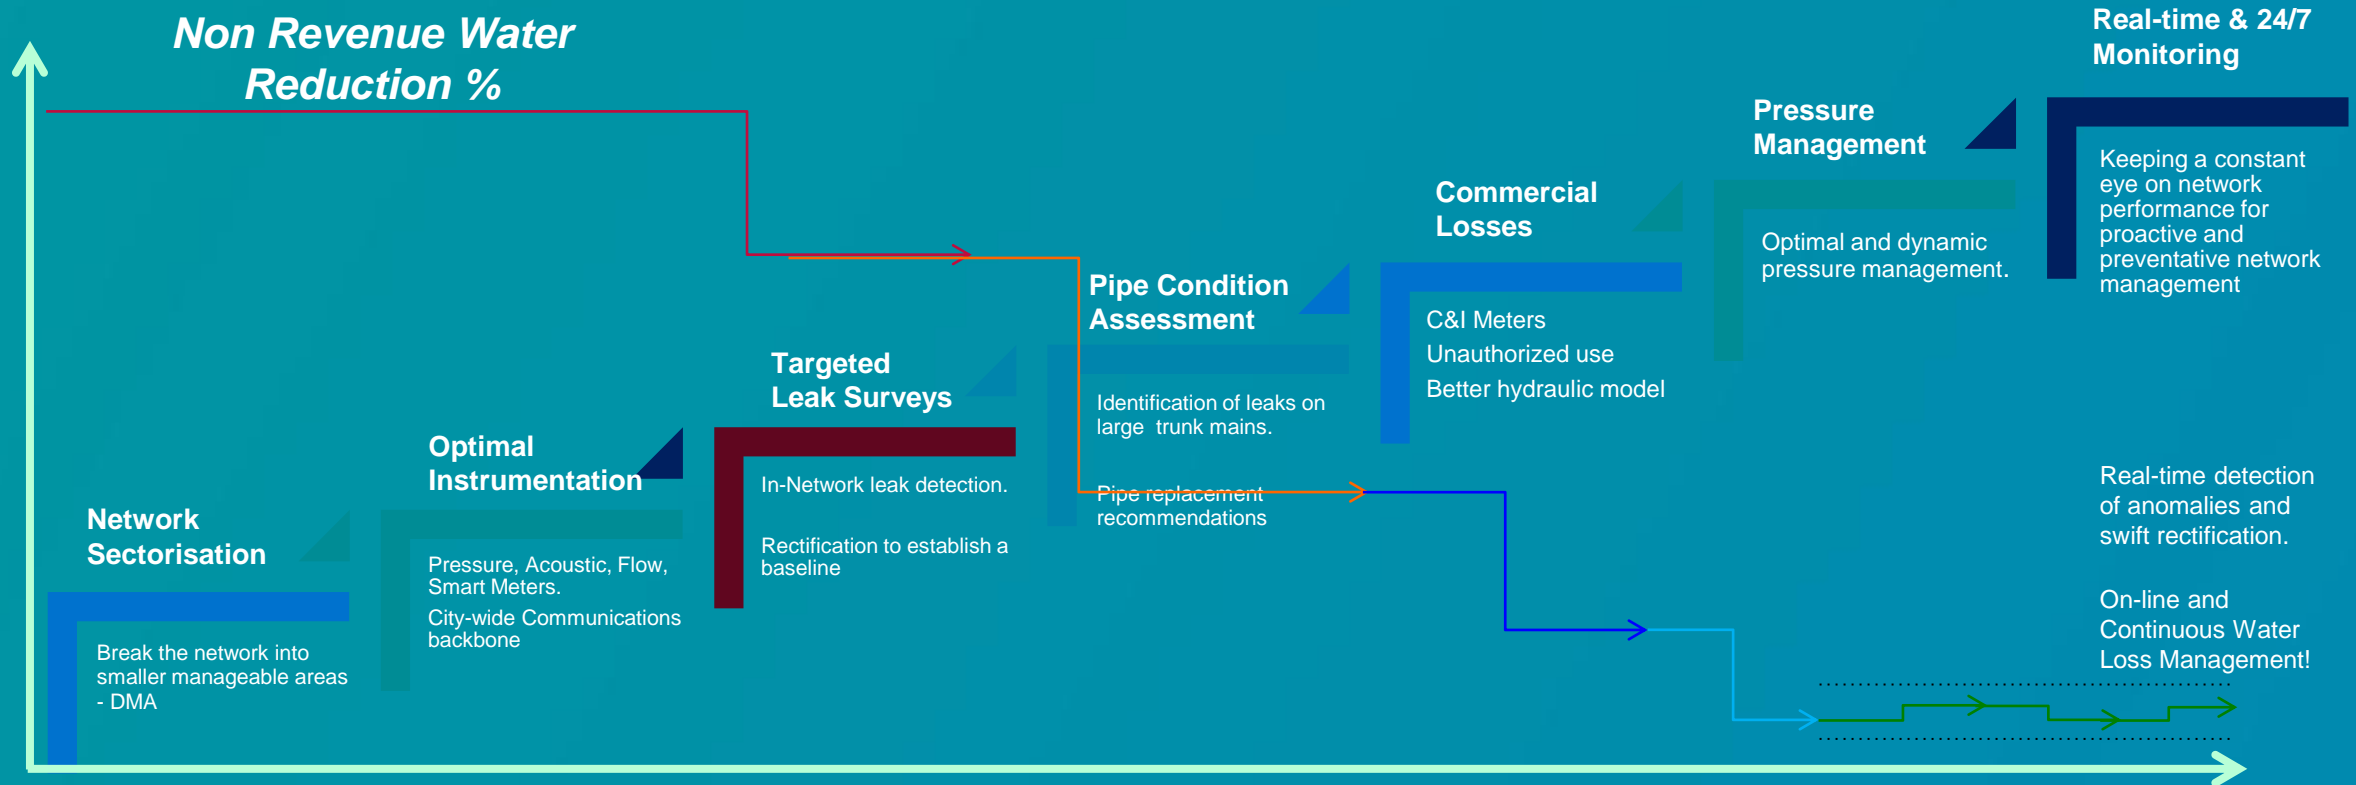 Non Revenue Water
Reduction %
Network
Sectorisation
Break the network into
smaller manageable areas
- DMA
Optimal
Instrumentation
Pressure, Acoustic, Flow,
Smart Meters.
City-wide Communications
backbone
Targeted
Leak Surveys
In-Network leak detection.
Rectification to establish a
baseline
Pipe Condition
Assessment
Identification of leaks on
large trunk mains.
Pipe replacement
recommendations
Commercial
Losses
C&I Meters
Unauthorized use
Better hydraulic model
Pressure
Management
Optimal and dynamic
pressure management.
Real-time & 24/7
Monitoring
Keeping a constant
eye on network
performance for
proactive and
preventative network
management
Real-time detection
of anomalies and
swift rectification.
On-line and
Continuous Water
Loss Management!